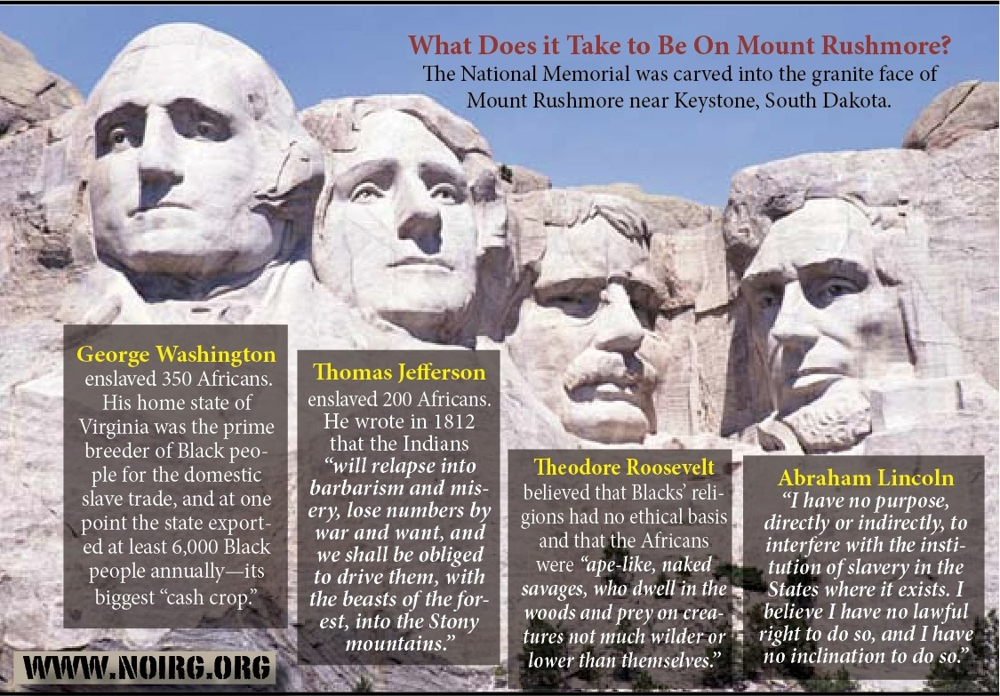 What Does it Take to Be On Mount Rushmore?
The National Memorial was carved into the granite face of
Mount Rushmore near Keystone, South Dakota.
George Washington
enslaved 350 Africans.
His home state of
Virginia was the prime
breeder of Black peo-
ple for the domestic
slave trade, and at one
point the state export-
ed at least 6,000 Black
people annually—its
biggest “cash crop.”
Thomas Jefferson
enslaved 200 Africans.
He wrote in 1812
that the Indians
“will relapse into
barbarism and mis-
ery, lose numbers by
war and want, and
we shall be obliged
to drive them, with
the beasts of the for-
est, into the Stony
mountains.”
Theodore Roosevelt
believed that Blacks’ reli-
gions had no ethical basis
and that the Africans
were “ape-like, naked
savages, who dwell in the
woods and prey on crea-
tures not much wilder or
lower than themselves.”
Abraham Lincoln
“I have no purpose,
directly or indirectly, to
interfere with the insti-
tution of slavery in the
States where it exists. I
believe I have no lawful
right to do so, and I have
no inclination to do so.”
WWW.NOIRG.ORG